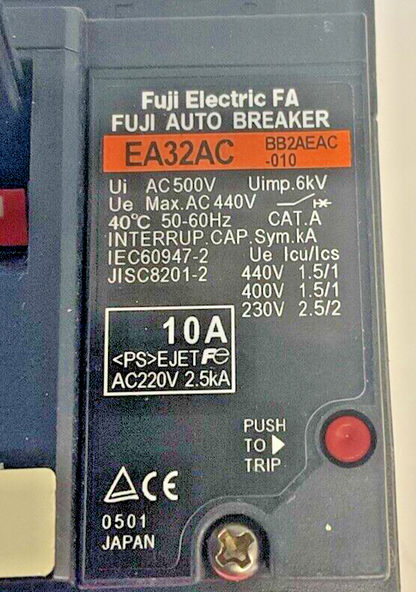 Fuji Electric FA
FUJI AUTO BREAKER
EA32AC BB2AEAC
-010
Ui AC500V Uimp.6kV
Ue Max.AC440V
40°C 50-60Hz CAT.A
INTERRUP.CAP.Sym.kA
IEC60947-2 Ue Icu/Ics
JISC8201-2 440V 1.5/1
400V 1.5/1
230V 2.5/2
10A
<PS>EJET Fe
AC220V 2.5kA
PUSH
TO
TRIP
CE
0501
JAPAN